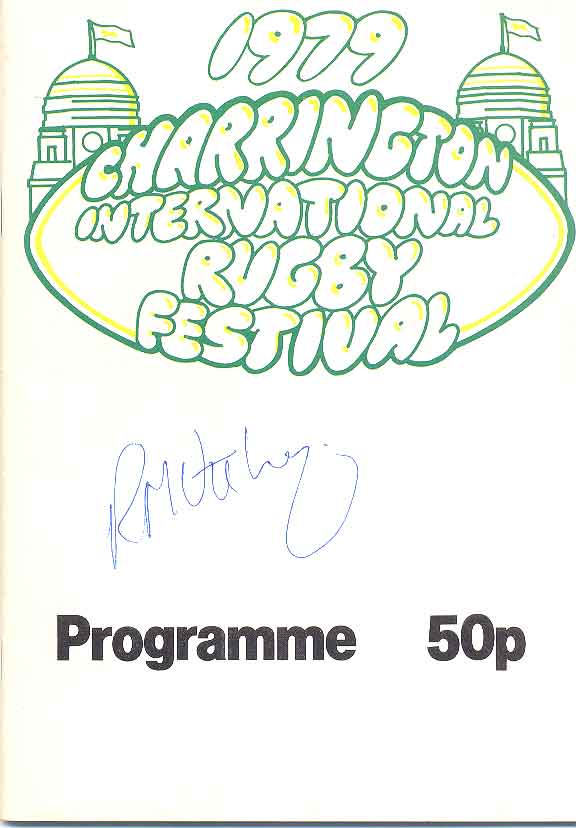 1979
CHARRINGTON
INTERNATIONAL
RUGBY
FESTIVAL
Programme 50p